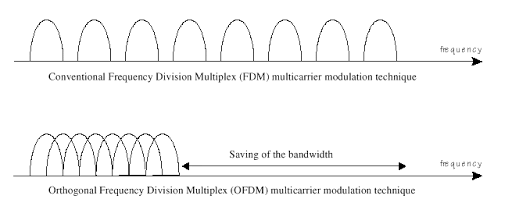 frequency
Conventional Frequency Division Multiplex (FDM) multicarrier modulation technique
Saving of the bandwidth
frequency
Orthogonal Frequency Division Multiplex (OFDM) multicarrier modulation technique